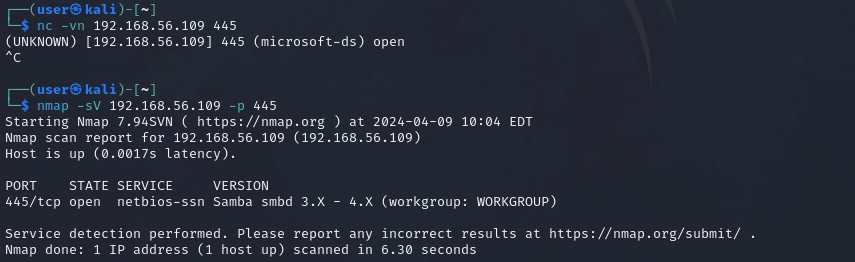 ┌──(user㉿kali)-[~]
└─$ nc -vn 192.168.56.109 445
(UNKNOWN) [192.168.56.109] 445 (microsoft-ds) open
^C

┌──(user㉿kali)-[~]
└─$ nmap -sV 192.168.56.109 -p 445
Starting Nmap 7.94SVN ( https://nmap.org ) at 2024-04-09 10:04 EDT
Nmap scan report for 192.168.56.109 (192.168.56.109)
Host is up (0.0017s latency).

PORT    STATE SERVICE     VERSION
445/tcp open  netbios-ssn Samba smbd 3.X - 4.X (workgroup: WORKGROUP)

Service detection performed. Please report any incorrect results at https://nmap.org/submit/ .
Nmap done: 1 IP address (1 host up) scanned in 6.30 seconds